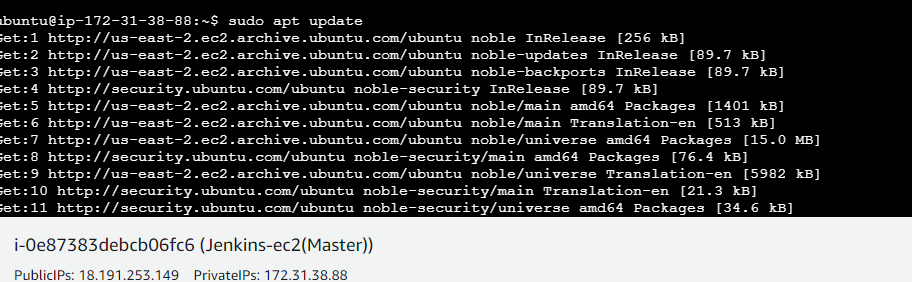 ubuntu@ip-172-31-38-88:~$ sudo apt update
Get:1 http://us-east-2.ec2.archive.ubuntu.com/ubuntu noble InRelease [256 kB]
Get:2 http://us-east-2.ec2.archive.ubuntu.com/ubuntu noble-updates InRelease [89.7 kB]
Get:3 http://us-east-2.ec2.archive.ubuntu.com/ubuntu noble-backports InRelease [89.7 kB]
Get:4 http://security.ubuntu.com/ubuntu noble-security InRelease [89.7 kB]
Get:5 http://us-east-2.ec2.archive.ubuntu.com/ubuntu noble/main amd64 Packages [1401 kB]
Get:6 http://us-east-2.ec2.archive.ubuntu.com/ubuntu noble/main Translation-en [513 kB]
Get:7 http://us-east-2.ec2.archive.ubuntu.com/ubuntu noble/universe amd64 Packages [15.0 MB]
Get:8 http://security.ubuntu.com/ubuntu noble-security/main amd64 Packages [76.4 kB]
Get:9 http://us-east-2.ec2.archive.ubuntu.com/ubuntu noble/universe Translation-en [5982 kB]
Get:10 http://security.ubuntu.com/ubuntu noble-security/main Translation-en [21.3 kB]
Get:11 http://security.ubuntu.com/ubuntu noble-security/universe amd64 Packages [34.6 kB]
i-0e87383debcb06fc6 (Jenkins-ec2(Master))
PublicIPs: 18.191.253.149 PrivateIPs: 172.31.38.88